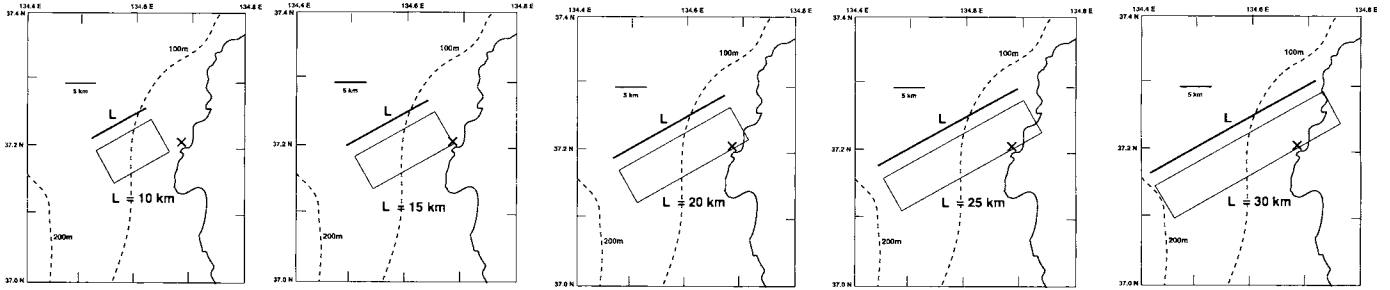 134.4 E 134.6 134.8 E
37.4 N
100m
5 km
L
37.2 N
L = 10 km
200m
37.0 N
134.4 E 134.6 134.8 E
37.4 N
100m
5 km
L
37.2 N
L = 15 km
200m
37.0 N
134.4 E 134.6 134.8 E
37.4 N
100m
5 km
L
37.2 N
L = 20 km
200m
37.0 N
134.4 E 134.6 134.8 E
37.4 N
100m
5 km
L
37.2 N
L = 25 km
200m
37.0 N
134.4 E 134.6 134.8 E
37.4 N
100m
5 km
L
37.2 N
L = 30 km
200m
37.0 N